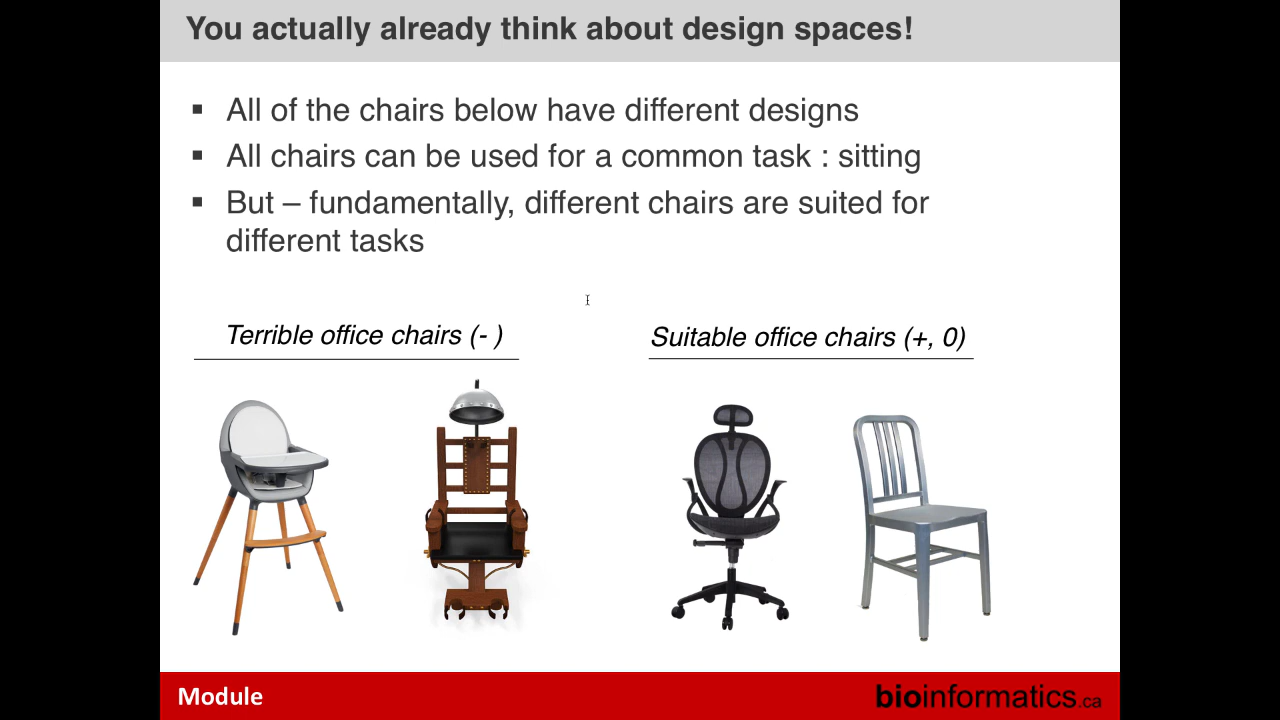 You actually already think about design spaces!
▪ All of the chairs below have different designs
▪ All chairs can be used for a common task : sitting
▪ But – fundamentally, different chairs are suited for
different tasks
Terrible office chairs (- )
Suitable office chairs (+, 0)
Module
bioinformatics.ca